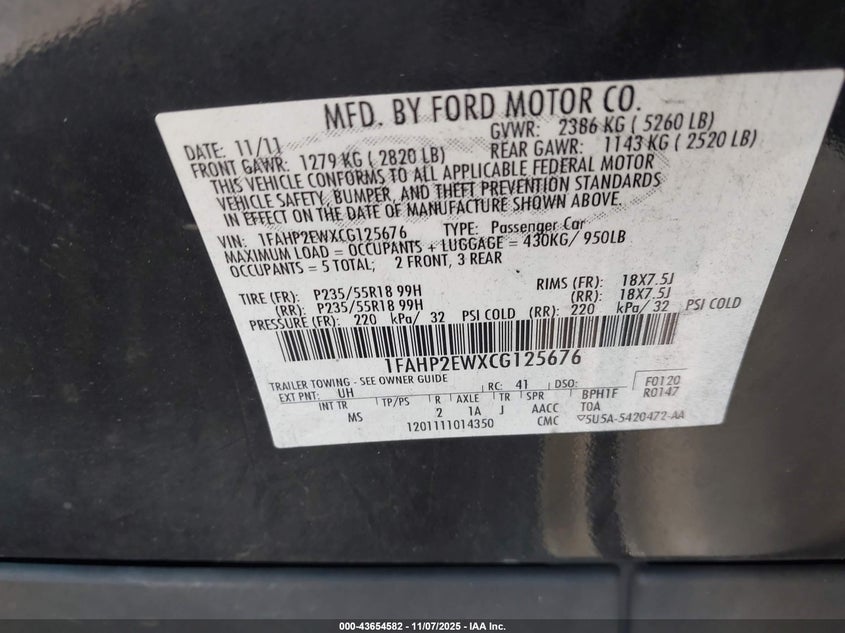 MFD. BY FORD MOTOR CO.
DATE: 11/11 GVWR: 2386 KG ( 5260 LB)
FRONT GAWR: 1279 KG ( 2820 LB) REAR GAWR: 1143 KG ( 2520 LB)
THIS VEHICLE CONFORMS TO ALL APPLICABLE FEDERAL MOTOR
VEHICLE SAFETY, BUMPER, AND THEFT PREVENTION STANDARDS
IN EFFECT ON THE DATE OF MANUFACTURE SHOWN ABOVE.
VIN: 1FAHP2EWXCG125676 TYPE: Passenger Car
MAXIMUM LOAD = OCCUPANTS + LUGGAGE = 430KG/ 950LB
OCCUPANTS = 5 TOTAL; 2 FRONT, 3 REAR
TIRE (FR): P235/55R18 99H RIMS (FR): 18X7.5J
(RR): P235/55R18 99H (RR): 18X7.5J
PRESSURE (FR): 220 kPa/ 32 PSI COLD (RR): 220 kPa/ 32 PSI COLD
1FAHP2EWXCG125676
TRAILER TOWING - SEE OWNER GUIDE
EXT PNT: UH RC: 41 DSO: F0120
INT TR TP/PS R AXLE TR SPR BPH1F R0147
MS 2 1A J AACC TOA
1201111014350 CMC 5U5A-5420472-AA
000-43654582 - 11/07/2025 - IAA Inc.